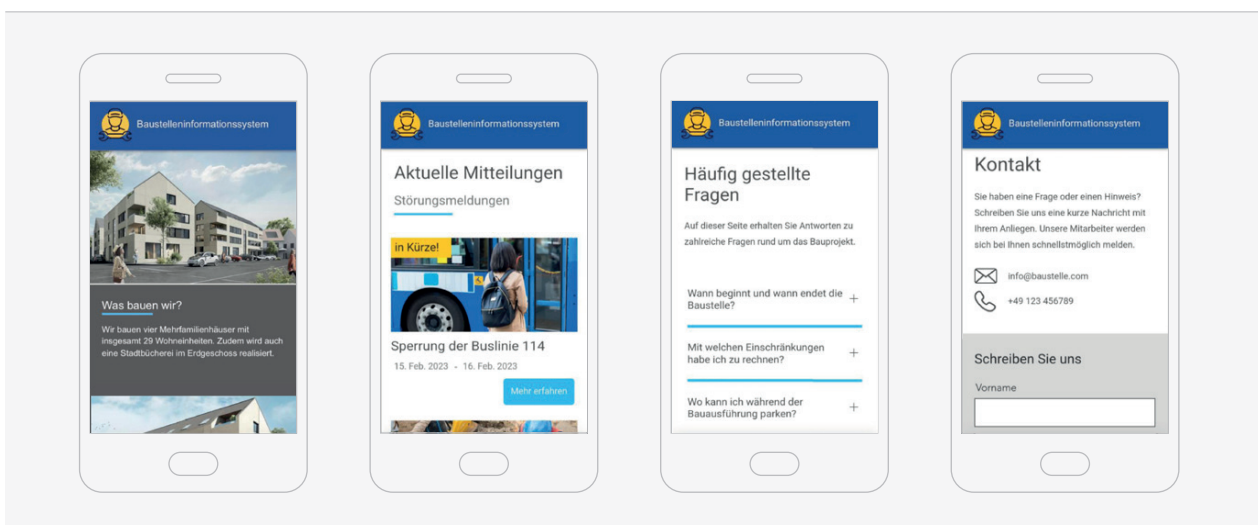 Baustelleninformationssystem
Was bauen wir?
Wir bauen vier Mehrfamilienhäuser mit
insgesamt 29 Wohneinheiten. Zudem wird auch
eine Stadtbücherei im Erdgeschoss realisiert.
Baustelleninformationssystem
Aktuelle Mitteilungen
Störungsmeldungen
in Kürze!
Sperrung der Buslinie 114
15. Feb. 2023 - 16. Feb. 2023
Mehr erfahren
Baustelleninformationssystem
Häufig gestellte
Fragen
Auf dieser Seite erhalten Sie Antworten zu
zahlreiche Fragen rund um das Bauprojekt.
Wann beginnt und wann endet die
Baustelle?
Mit welchen Einschränkungen
habe ich zu rechnen?
Wo kann ich während der
Bauausführung parken?
Baustelleninformationssystem
Kontakt
Sie haben eine Frage oder einen Hinweis?
Schreiben Sie uns eine kurze Nachricht mit
Ihrem Anliegen. Unsere Mitarbeiter werden
sich bei Ihnen schnellstmöglich melden.
info@baustelle.com
+49 123 456789
Schreiben Sie uns
Vorname